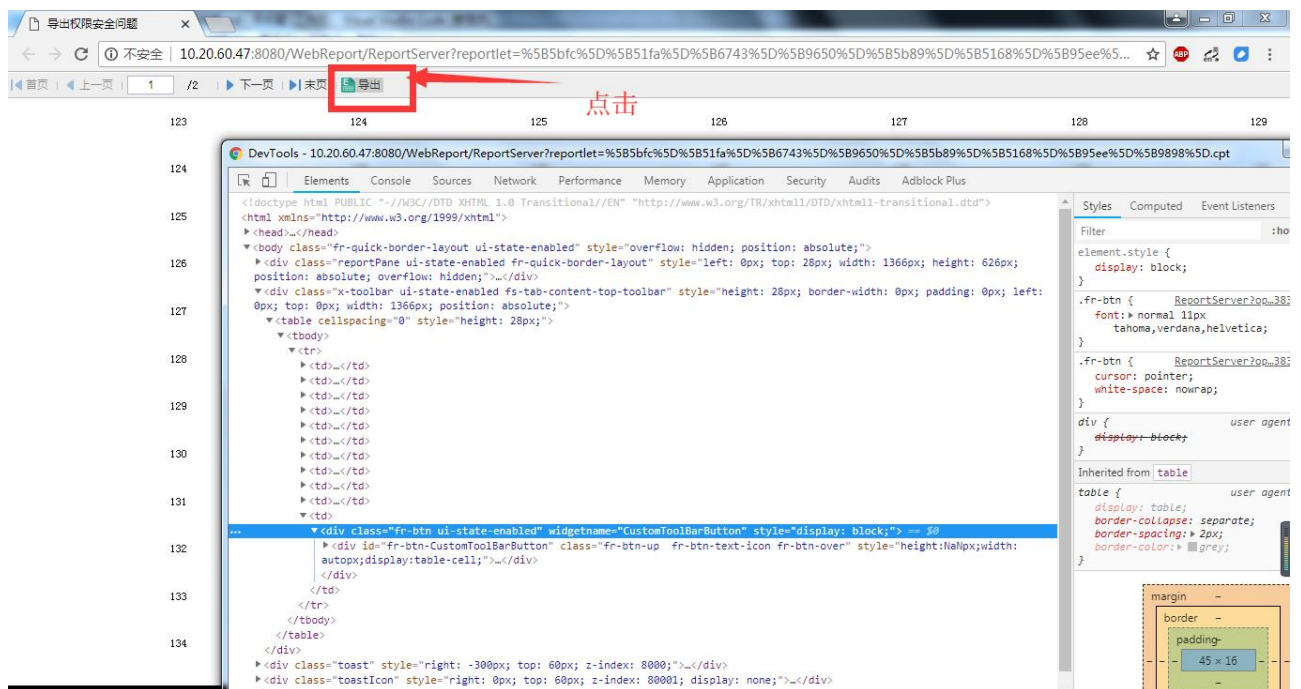 导出权限安全问题
不安全 | 10.20.60.47:8080/WebReport/ReportServer?reportlet=%5B5bfc%5D%5B51fa%5D%5B6743%5D%5B9650%5D%5B5b89%5D%5B5168%5D%5B95ee%5...
首页 上一页 1 /2 下一页 末页 导出
点击
123 124 125 126 127 128 129
124
125
126
127
128
129
130
131
132
133
134
DevTools - 10.20.60.47:8080/WebReport/ReportServer?reportlet=%5B5bfc%5D%5B51fa%5D%5B6743%5D%5B9650%5D%5B5b89%5D%5B5168%5D%5B95ee%5D%5B9898%5D.cpt
Elements Console Sources Network Performance Memory Application Security Audits Adblock Plus
<!doctype html PUBLIC "-//W3C//DTD XHTML 1.0 Transitional//EN" "http://www.w3.org/TR/xhtml1/DTD/xhtml1-transitional.dtd">
<html xmlns="http://www.w3.org/1999/xhtml">
<head>…</head>
<body class="fr-quick-border-layout ui-state-enabled" style="overflow: hidden; position: absolute;">
<div class="reportPane ui-state-enabled fr-quick-border-layout" style="left: 0px; top: 28px; width: 1366px; height: 626px;
position: absolute; overflow: hidden;">…</div>
<div class="x-toolbar ui-state-enabled fs-tab-content-top-toolbar" style="height: 28px; border-width: 0px; padding: 0px; left:
0px; top: 0px; width: 1366px; position: absolute;">
<table cellspacing="0" style="height: 28px;">
<tbody>
<tr>
<td>…</td>
<td>…</td>
<td>…</td>
<td>…</td>
<td>…</td>
<td>…</td>
<td>…</td>
<td>…</td>
<td>…</td>
<td>…</td>
<td>
<div class="fr-btn ui-state-enabled" widgetname="CustomToolBarButton" style="display: block;"> == $0
<div id="fr-btn-CustomToolBarButton" class="fr-btn-up fr-btn-text-icon fr-btn-over" style="height:NaNpx;width:
autopx;display:table-cell;">…</div>
</div>
</td>
</tr>
</tbody>
</table>
</div>
<div class="toast" style="right: -300px; top: 60px; z-index: 8000;">…</div>
<div class="toastIcon" style="right: 0px; top: 60px; z-index: 80001; display: none;">…</div>
Styles Computed Event Listeners
Filter :ho
element.style {
display: block;
}
.fr-btn { ReportServer?op…383
font: normal 11px
tahoma,verdana,helvetica;
}
.fr-btn { ReportServer?op…383
cursor: pointer;
white-space: nowrap;
}
div { user agent
display: block;
}
Inherited from table
table { user agent
display: table;
border-collapse: separate;
border-spacing: 2px;
border-color: grey;
}
margin -
border -
padding-
- - - 45 × 16 - - -
-